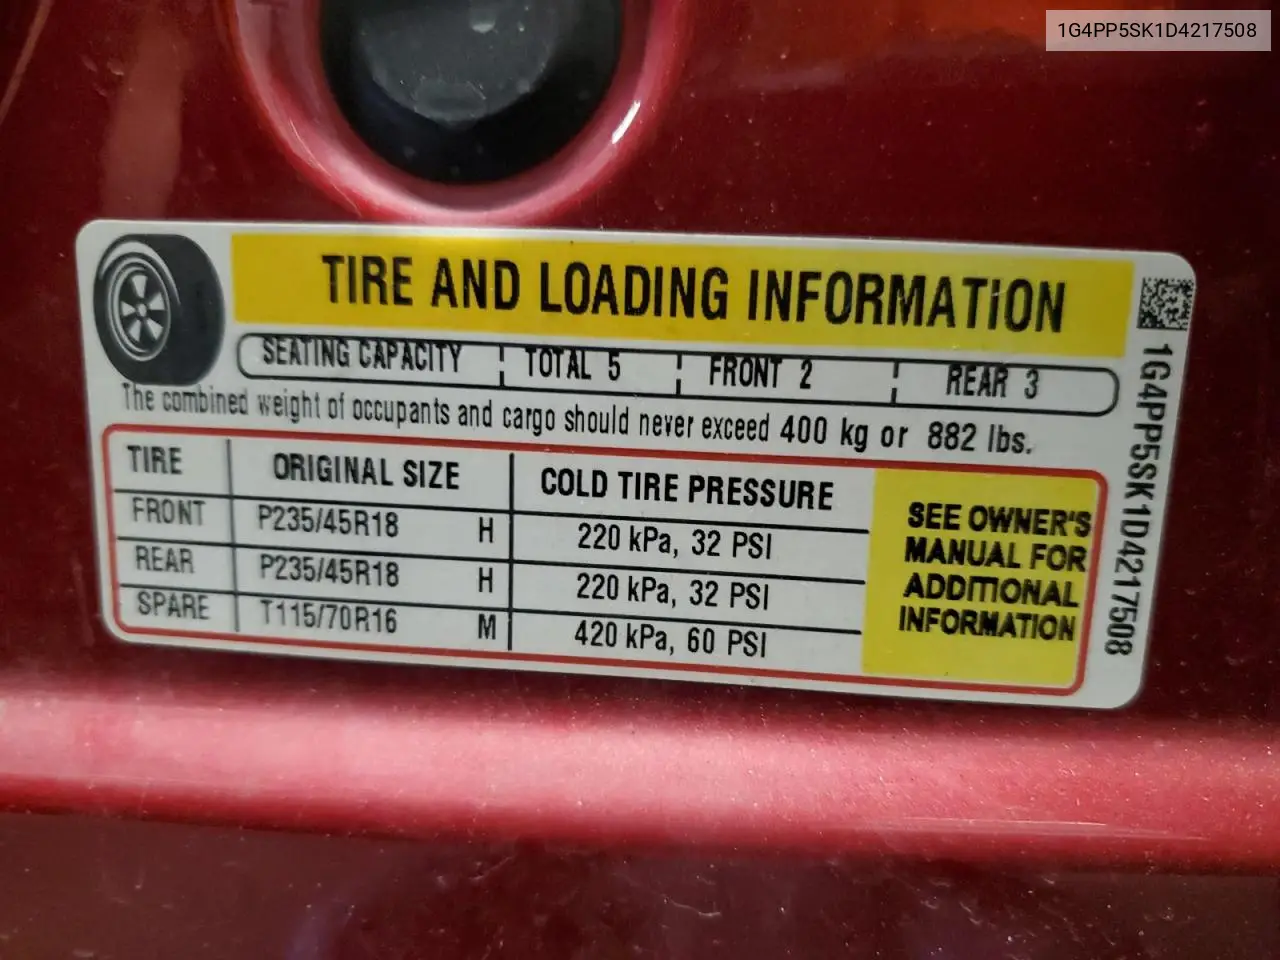 1G4PP5SK1D4217508
TIRE AND LOADING INFORMATION
SEATING CAPACITY TOTAL 5 FRONT 2 REAR 3
The combined weight of occupants and cargo should never exceed 400 kg or 882 lbs.
TIRE ORIGINAL SIZE COLD TIRE PRESSURE
FRONT P235/45R18 H 220 kPa, 32 PSI
REAR P235/45R18 H 220 kPa, 32 PSI
SPARE T115/70R16 M 420 kPa, 60 PSI
SEE OWNER'S
MANUAL FOR
ADDITIONAL
INFORMATION
1G4PP5SK1D4217508